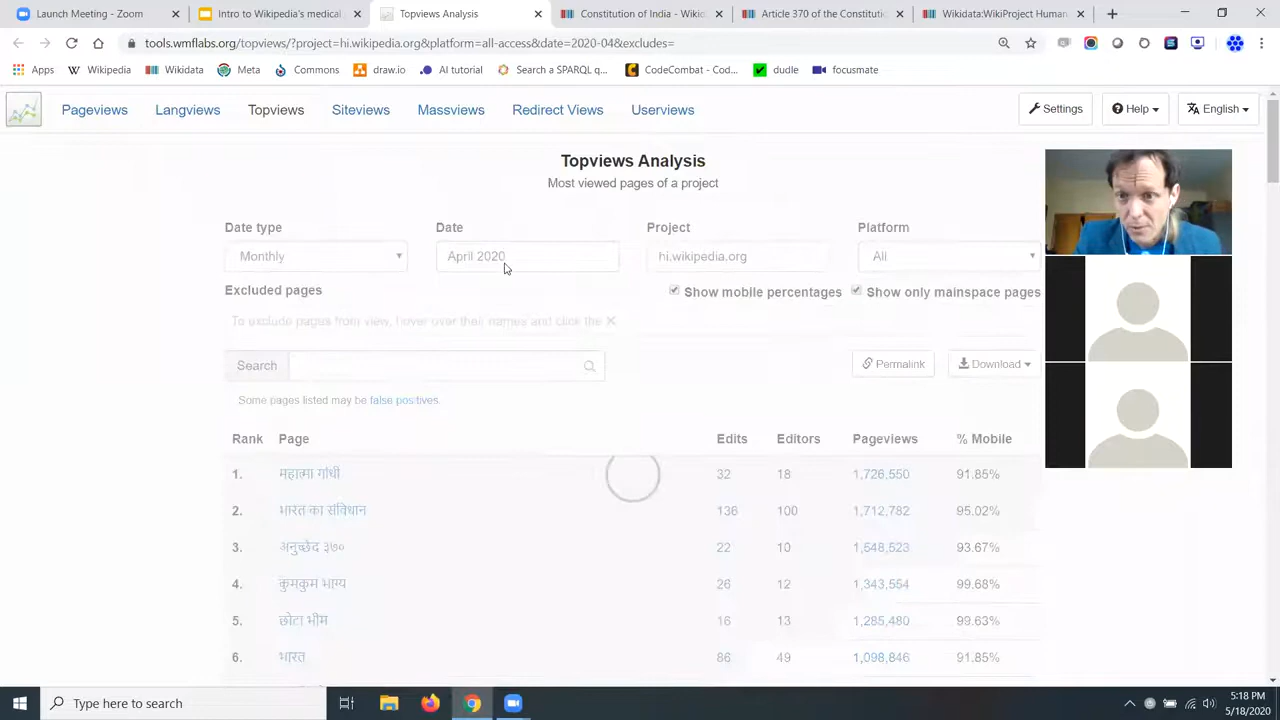 Launch Meeting - Zoom
Intro to Wikipedia's medical
Topviews Analysis
Constitution of India - Wikid
Article 370 of the Constitutio
Wikidata:WikiProject Human
tools.wmflabs.org/topviews/?project=hi.wikipedia.org&platform=all-access&date=2020-04&excludes=
Apps Wikipedia Wikidata Meta Commons draw.io AI tutorial Search a SPARQL q... CodeCombat - Cod... dudle focusmate
Pageviews Langviews Topviews Siteviews Massviews Redirect Views Userviews Settings Help English
Topviews Analysis
Most viewed pages of a project
Date type Date Project Platform
Monthly April 2020 hi.wikipedia.org All
Excluded pages Show mobile percentages Show only mainspace pages
To exclude pages from view, hover over their names and click the
Search Permalink Download
Some pages listed may be false positives.
Rank Page Edits Editors Pageviews % Mobile
1. महात्मा गांधी 32 18 1,726,550 91.85%
2. भारत का संविधान 136 100 1,712,782 95.02%
3. अनुच्छेद ३७० 22 10 1,548,523 93.67%
4. कुमकुम भाग्य 26 12 1,343,554 99.68%
5. छोटा भीम 16 13 1,285,480 99.63%
6. भारत 86 49 1,098,846 91.85%
Type here to search
5:18 PM
5/18/2020